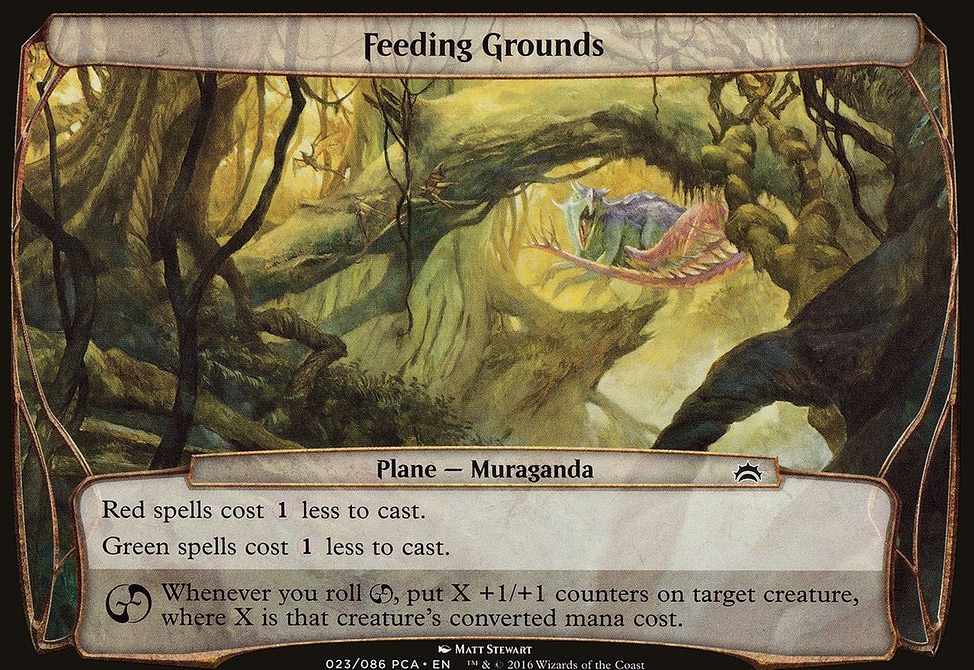 Feeding Grounds
Plane — Muraganda
Red spells cost 1 less to cast.
Green spells cost 1 less to cast.
Whenever you roll , put X +1/+1 counters on target creature,
where X is that creature's converted mana cost.
Matt Stewart
023/086 PCA • EN ™ & © 2016 Wizards of the Coast